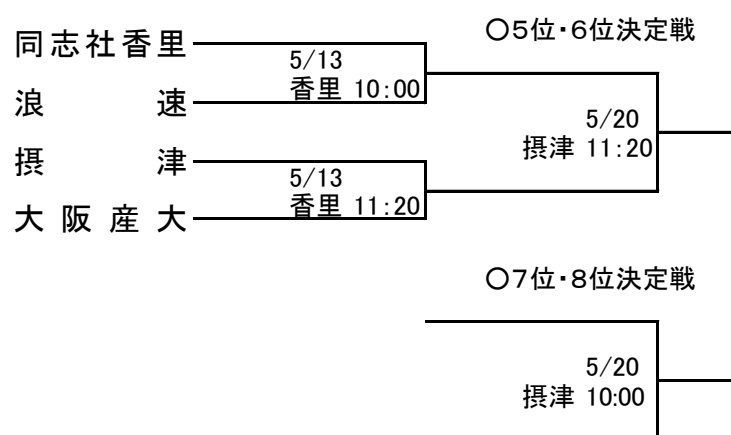 〇5位・6位決定戦
同志社香里
5/13
香里 10:00
浪速
5/20
摂津 11:20
摂津
5/13
香里 11:20
大阪産大
〇7位・8位決定戦
5/20
摂津 10:00